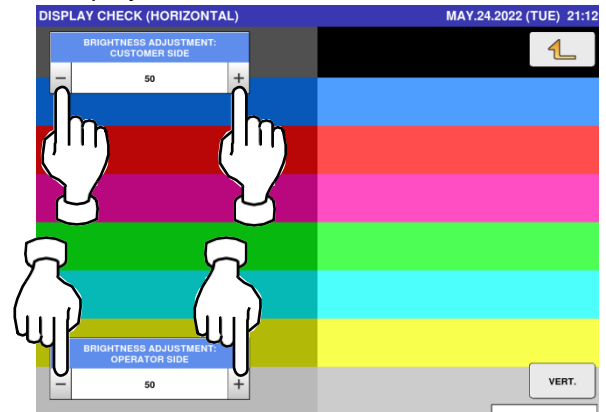 DISPLAY CHECK (HORIZONTAL) MAY.24.2022 (TUE) 21:12
BRIGHTNESS ADJUSTMENT:
CUSTOMER SIDE
− 50 +
BRIGHTNESS ADJUSTMENT:
OPERATOR SIDE
− 50 +
VERT.